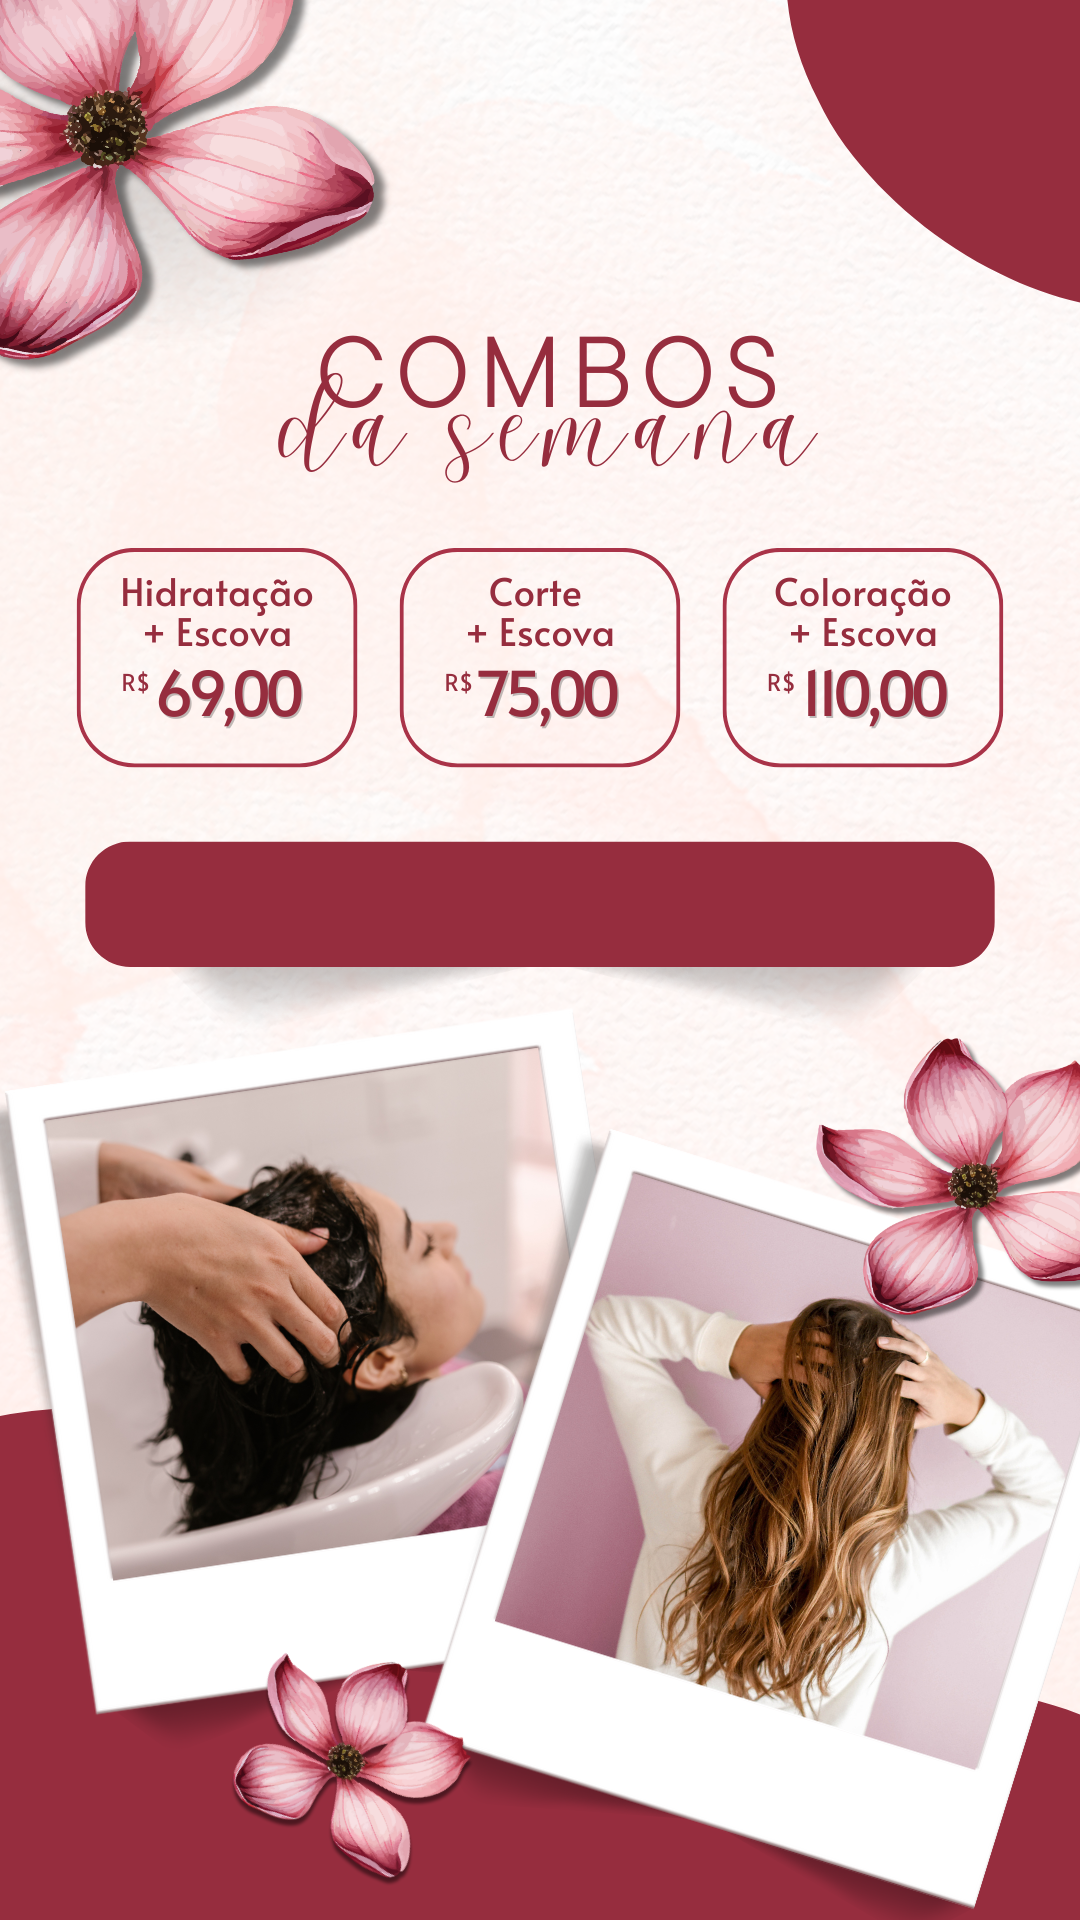 COMBOS
da semana
Hidratação
+ Escova
R$ 69,00
Corte
+ Escova
R$ 75,00
Coloração
+ Escova
R$ 110,00